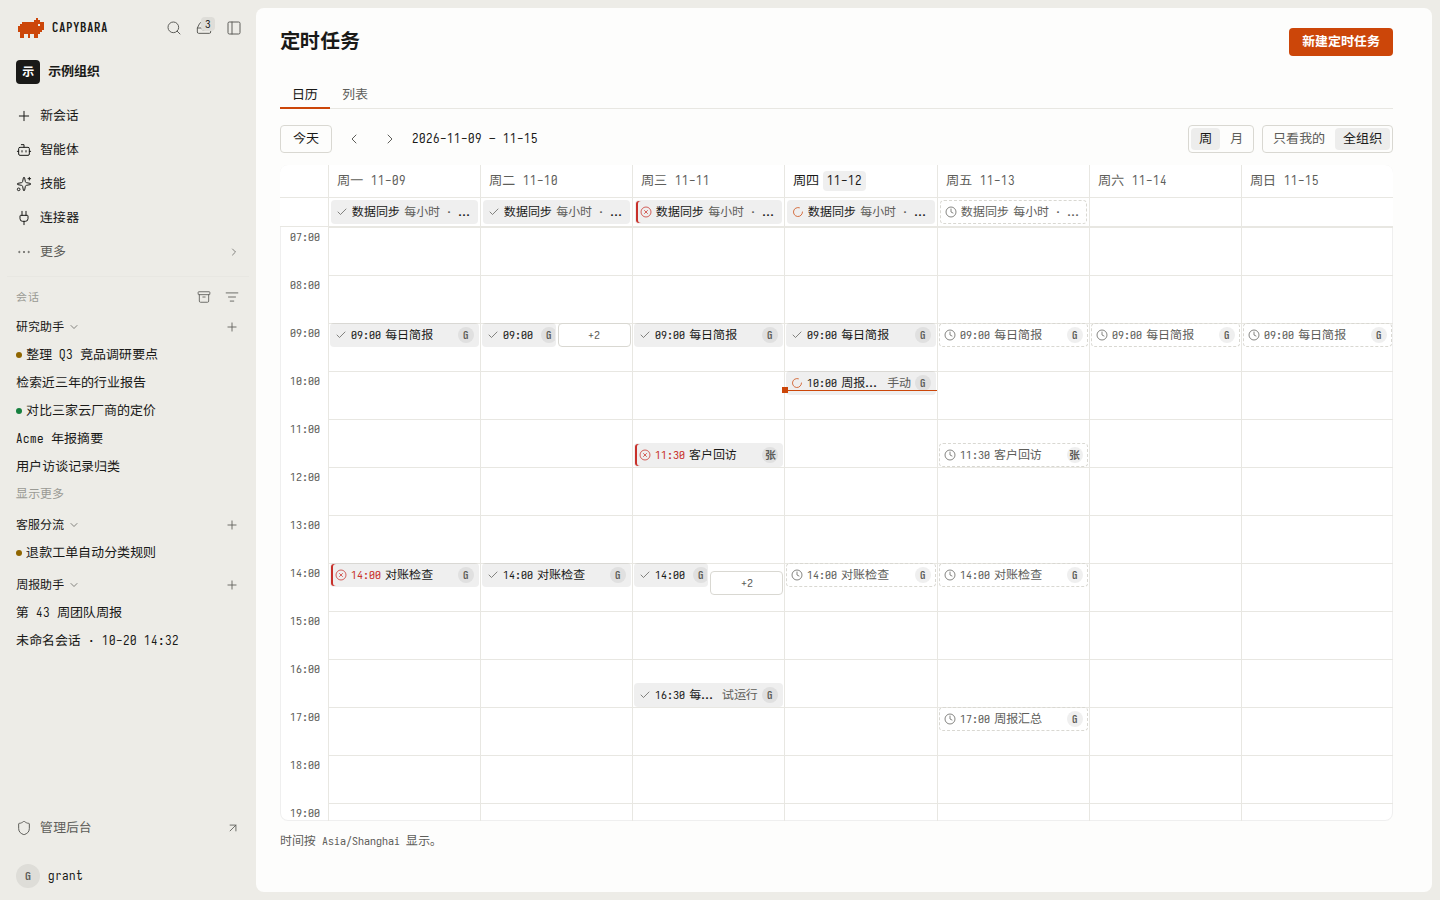 CAPYBARA
3
示 示例组织
新会话
智能体
技能
连接器
更多
会话
研究助手
整理 Q3 竞品调研要点
检索近三年的行业报告
对比三家云厂商的定价
Acme 年报摘要
用户访谈记录归类
显示更多
客服分流
退款工单自动分类规则
周报助手
第 43 周团队周报
未命名会话 · 10-20 14:32
管理后台
G grant
定时任务
新建定时任务
日历 列表
今天 2026-11-09 – 11-15 周 月 只看我的 全组织
周一 11-09 周二 11-10 周三 11-11 周四 11-12 周五 11-13 周六 11-14 周日 11-15
数据同步 每小时 · ... 数据同步 每小时 · ... 数据同步 每小时 · ... 数据同步 每小时 · ... 数据同步 每小时 · ...
07:00
08:00
09:00 09:00 每日简报 G 09:00 G +2 09:00 每日简报 G 09:00 每日简报 G 09:00 每日简报 G 09:00 每日简报 G 09:00 每日简报 G
10:00 10:00 周报... 手动 G
11:00
11:30 客户回访 张 11:30 客户回访 张
12:00
13:00
14:00 14:00 对账检查 G 14:00 对账检查 G 14:00 G +2 14:00 对账检查 G 14:00 对账检查 G
15:00
16:00
16:30 每... 试运行 G
17:00 17:00 周报汇总 G
18:00
19:00
时间按 Asia/Shanghai 显示。